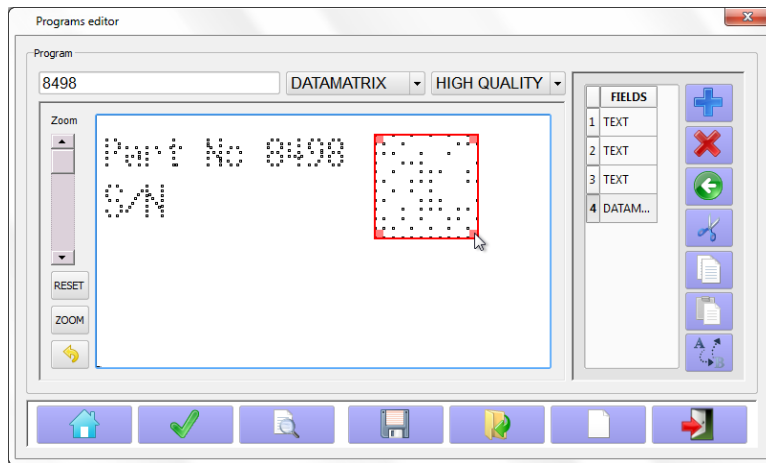 Programs editor
Program
8498
DATAMATRIX
HIGH QUALITY
Zoom
Part No 8498
S/N
RESET
ZOOM
FIELDS
1 TEXT
2 TEXT
3 TEXT
4 DATAM...
A
B